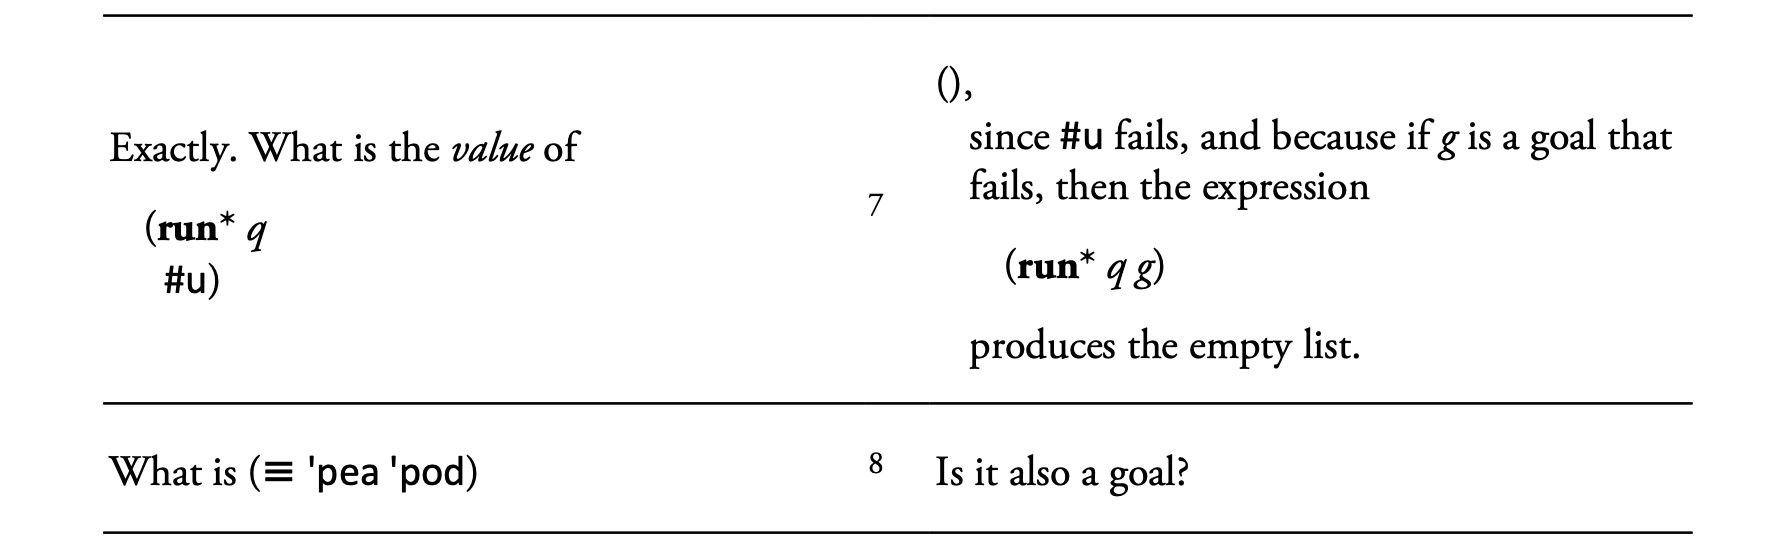 Exactly. What is the value of
(run* q
#u)
7
(),
since #u fails, and because if g is a goal that
fails, then the expression
(run* q g)
produces the empty list.
What is (≡ 'pea 'pod)
8
Is it also a goal?